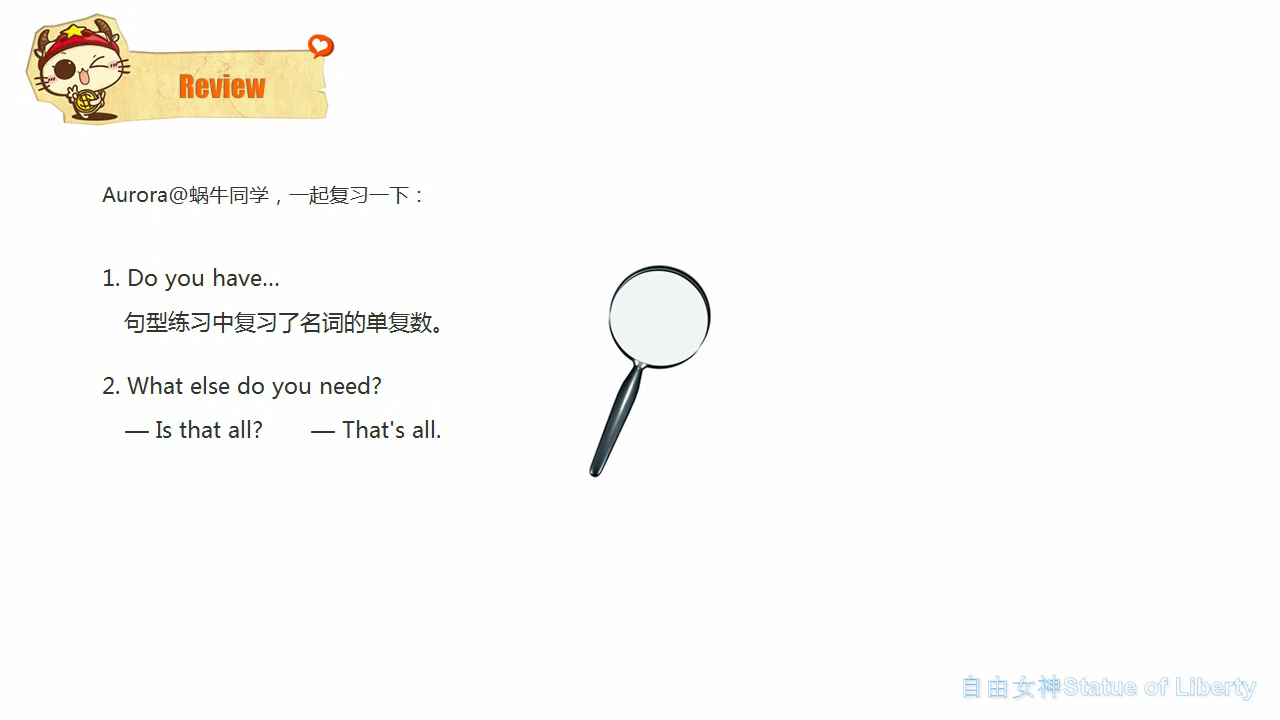 Review
Aurora@蜗牛同学，一起复习一下：
1. Do you have...
句型练习中复习了名词的单复数。
2. What else do you need?
— Is that all? — That's all.
自由女神Statue of Liberty